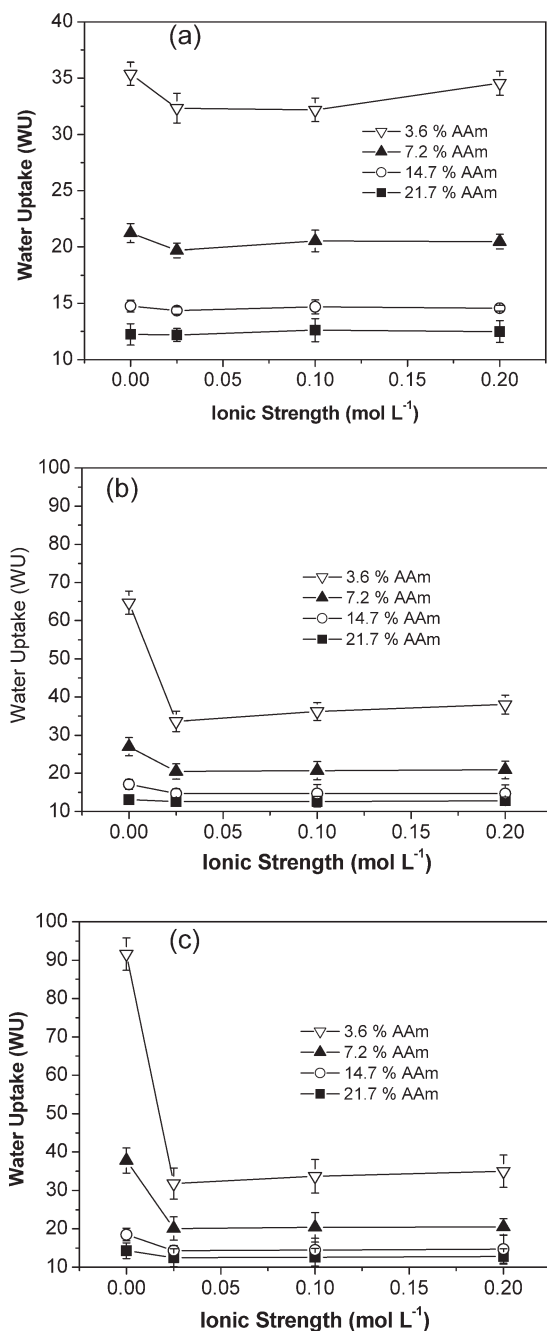 (a)
40
35
30
25
20
15
10
Water Uptake (WU)
3.6 % AAm
7.2 % AAm
14.7 % AAm
21.7 % AAm
0.00 0.05 0.10 0.15 0.20
Ionic Strength (mol L⁻¹)
(b)
100
90
80
70
60
50
40
30
20
10
Water Uptake (WU)
3.6 % AAm
7.2 % AAm
14.7 % AAm
21.7 % AAm
0.00 0.05 0.10 0.15 0.20
Ionic Strength (mol L⁻¹)
(c)
100
90
80
70
60
50
40
30
20
10
Water Uptake (WU)
3.6 % AAm
7.2 % AAm
14.7 % AAm
21.7 % AAm
0.00 0.05 0.10 0.15 0.20
Ionic Strength (mol L⁻¹)